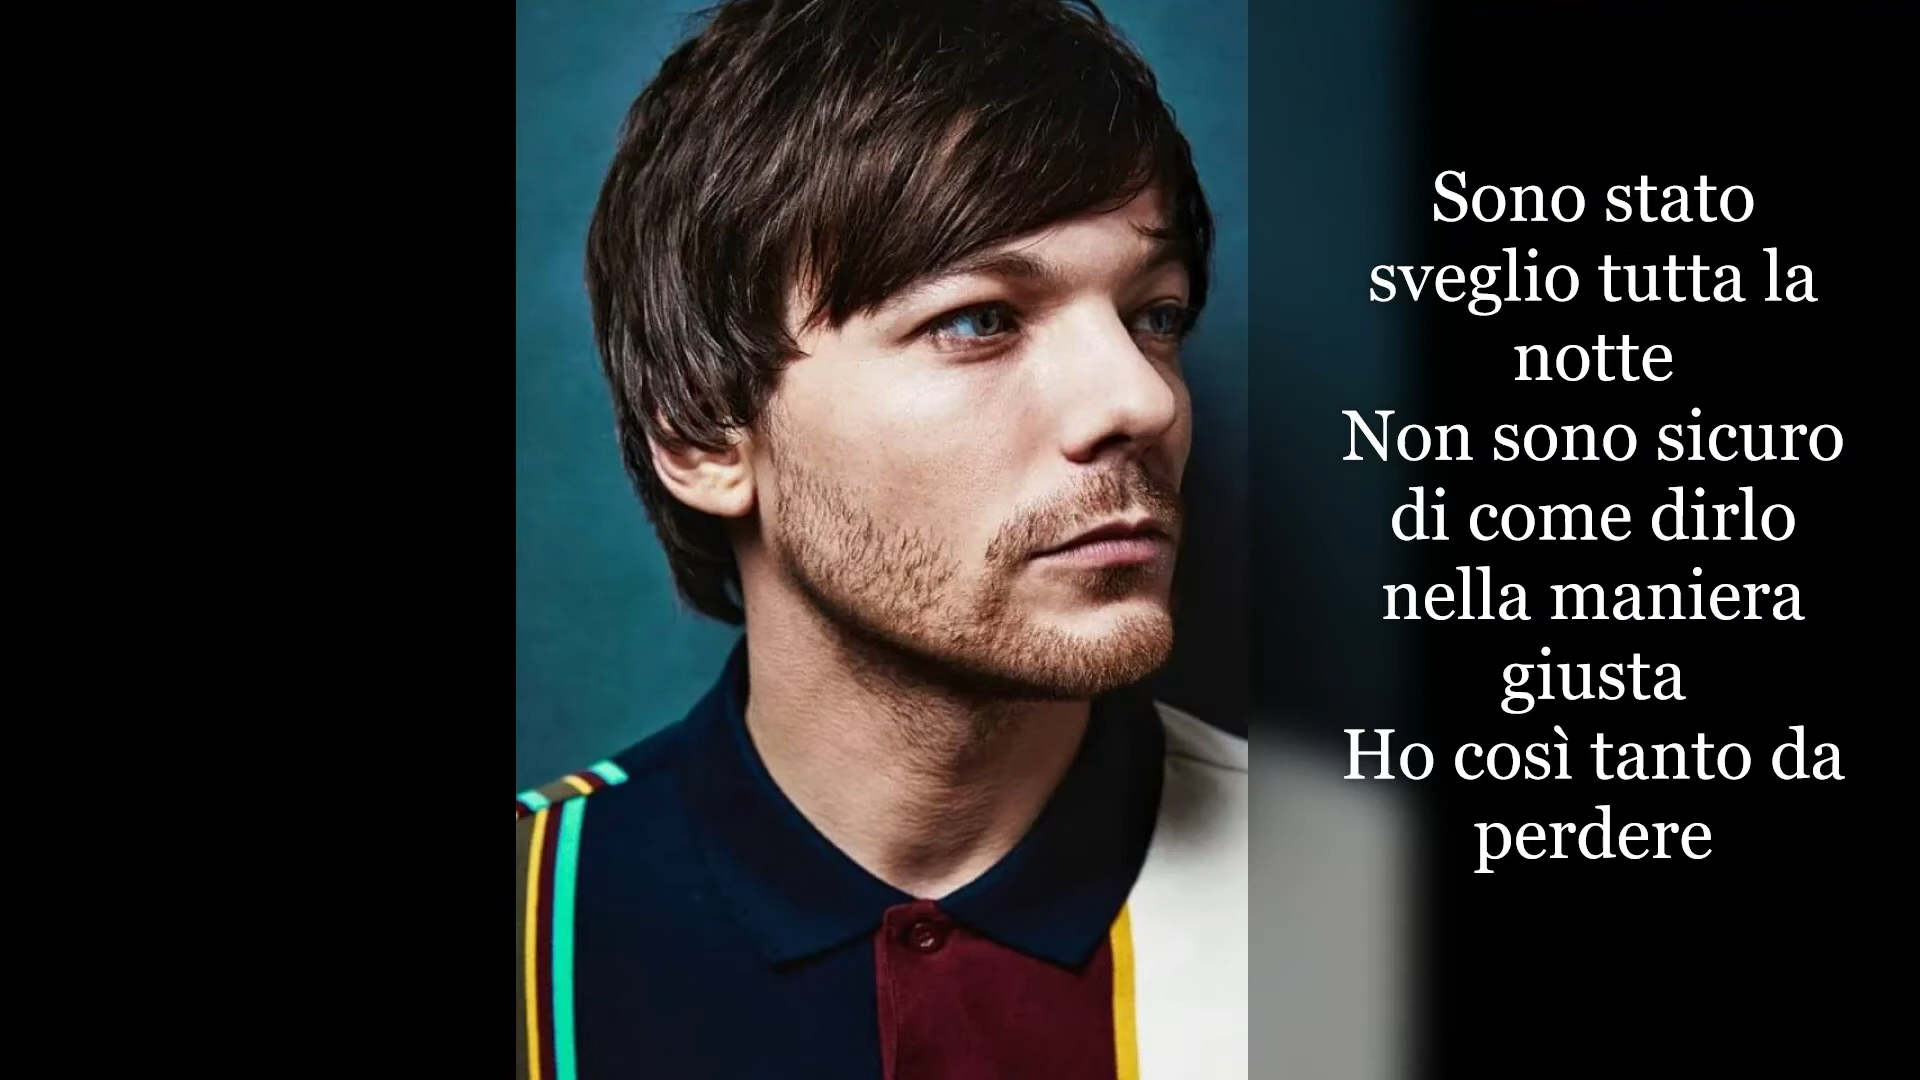 Sono stato
sveglio tutta la
notte
Non sono sicuro
di come dirlo
nella maniera
giusta
Ho così tanto da
perdere